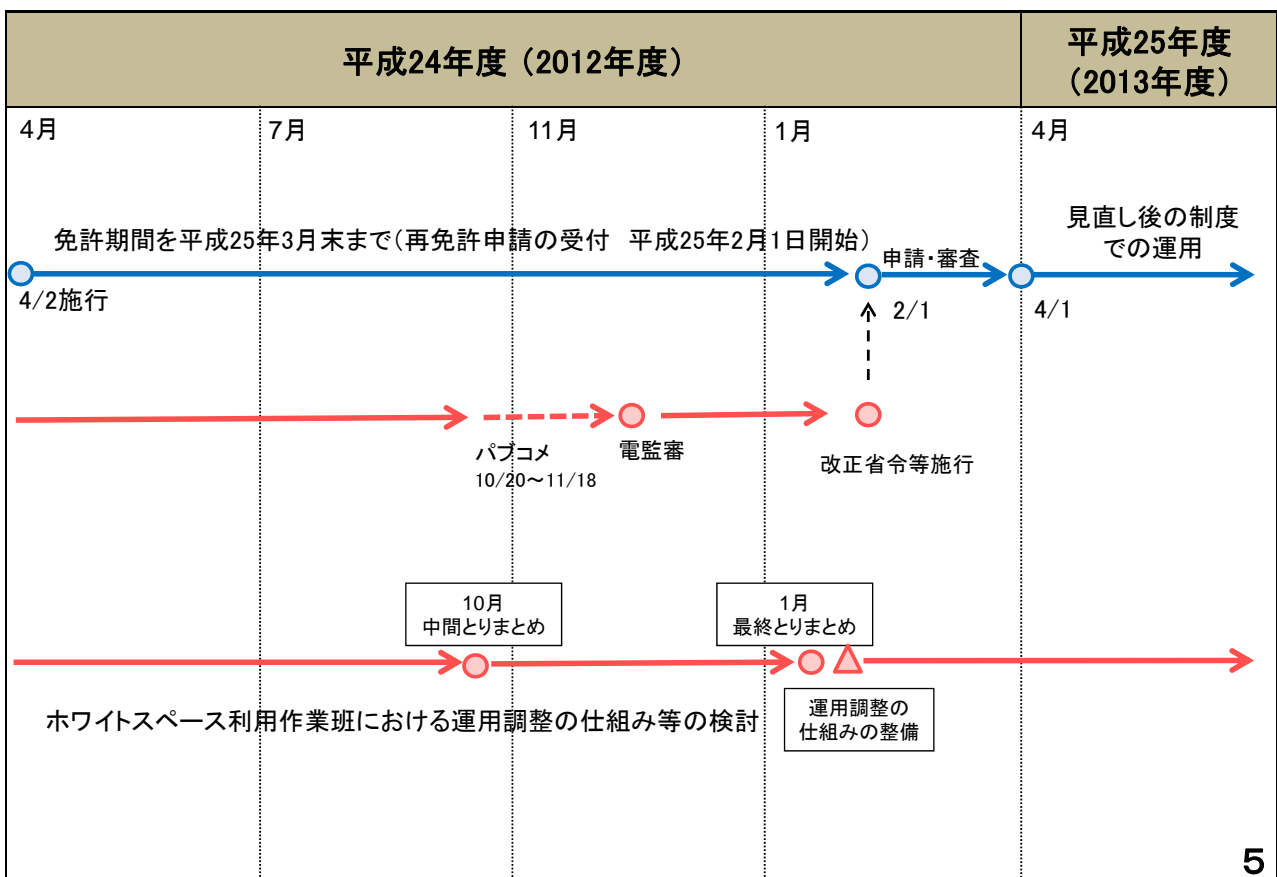 平成24年度（2012年度）
平成25年度
（2013年度）
4月
7月
11月
1月
4月
免許期間を平成25年3月末まで（再免許申請の受付　平成25年2月1日開始）
申請・審査
見直し後の制度
での運用
4/2施行
2/1
4/1
パブコメ
10/20～11/18
電監審
改正省令等施行
10月
中間とりまとめ
1月
最終とりまとめ
ホワイトスペース利用作業班における運用調整の仕組み等の検討
運用調整の
仕組みの整備
5